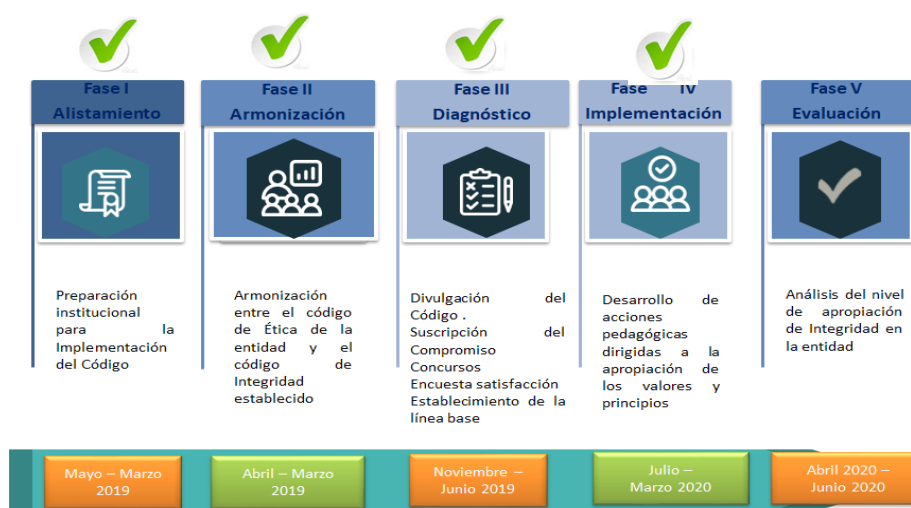 Fase I
Alistamiento
Fase II
Armonización
Fase III
Diagnóstico
Fase IV
Implementación
Fase V
Evaluación
Preparación
institucional
para la
Implementación
del Código
Armonización
entre el código
de Ética de la
entidad y el
código de
Integridad
establecido
Divulgación del
Código .
Suscripción del
Compromiso
Concursos
Encuesta satisfacción
Establecimiento de la
línea base
Desarrollo de
acciones
pedagógicas
dirigidas a la
apropiación de
los valores y
principios
Análisis del nivel
de apropiación
de Integridad en
la entidad
Mayo – Marzo
2019
Abril – Marzo
2019
Noviembre –
Junio 2019
Julio –
Marzo 2020
Abril 2020 –
Junio 2020